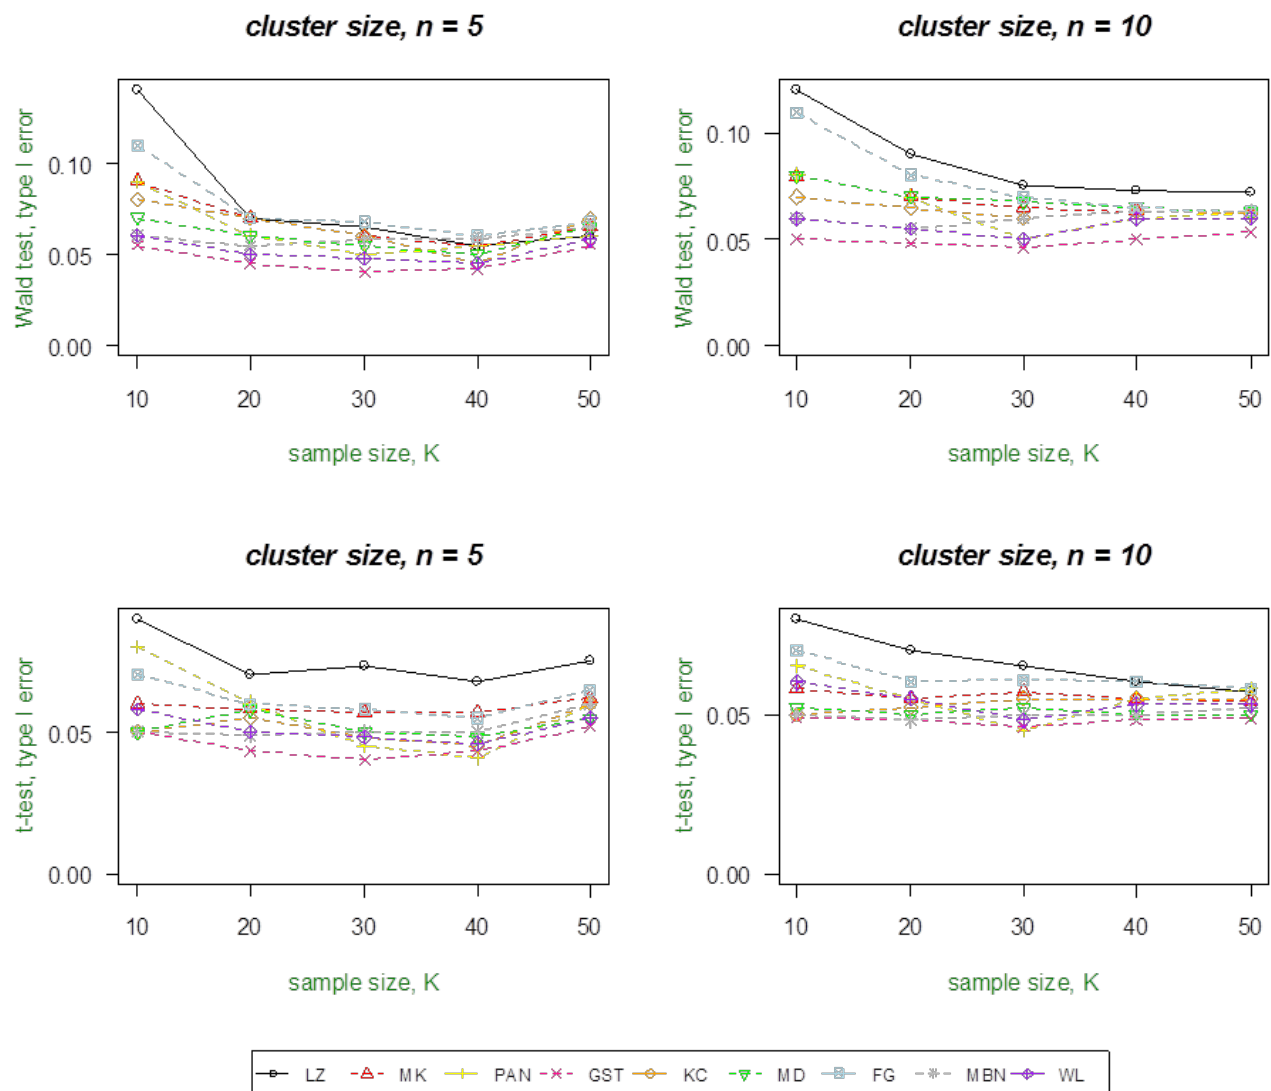 cluster size, n = 5
cluster size, n = 10
Wald test, type I error
0.10
0.05
0.00
10 20 30 40 50
sample size, K
Wald test, type I error
0.10
0.05
0.00
10 20 30 40 50
sample size, K
cluster size, n = 5
cluster size, n = 10
t-test, type I error
0.05
0.00
10 20 30 40 50
sample size, K
t-test, type I error
0.05
0.00
10 20 30 40 50
sample size, K
LZ MK PAN GST KC MD FG MBN WL